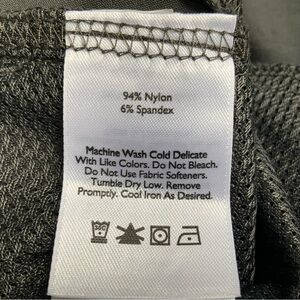 94% Nylon
6% Spandex
Machine Wash Cold Delicate
With Like Colors. Do Not Bleach.
Do Not Use Fabric Softeners.
Tumble Dry Low. Remove
Promptly. Cool Iron As Desired.